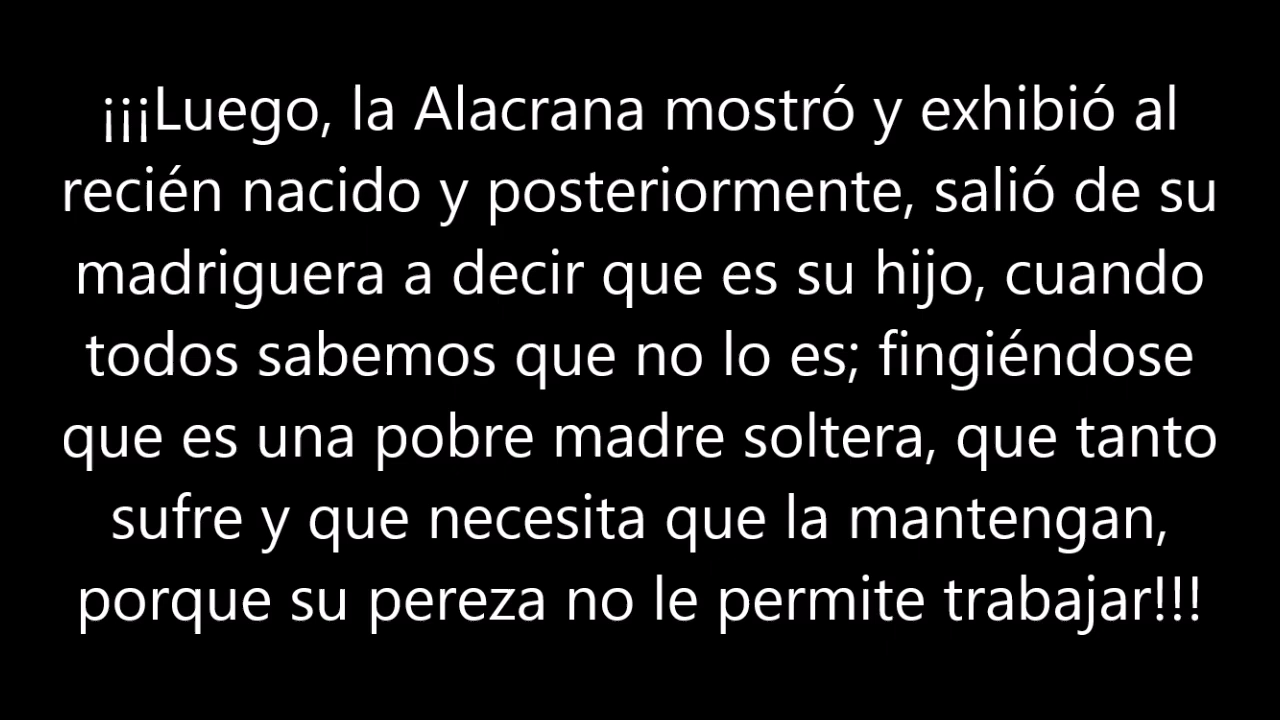 ¡¡¡Luego, la Alacrana mostró y exhibió al
recién nacido y posteriormente, salió de su
madriguera a decir que es su hijo, cuando
todos sabemos que no lo es; fingiéndose
que es una pobre madre soltera, que tanto
sufre y que necesita que la mantengan,
porque su pereza no le permite trabajar!!!